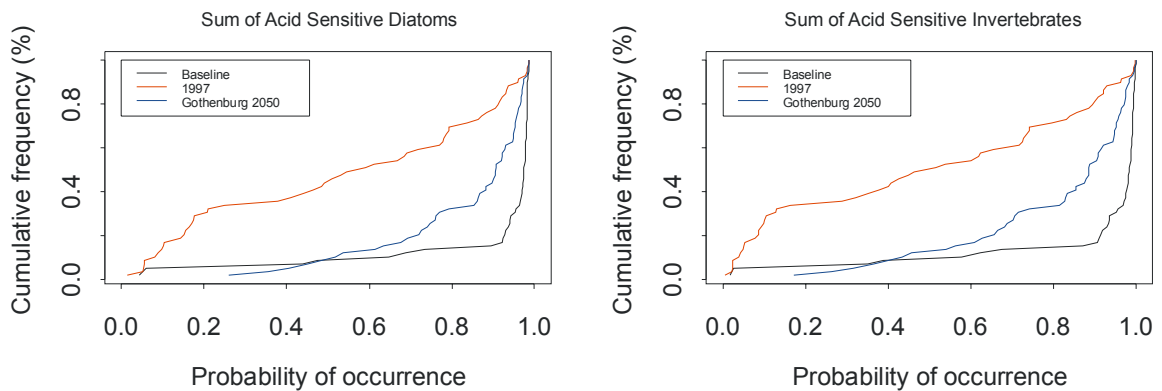 Sum of Acid Sensitive Diatoms
Cumulative frequency (%)
0.8
0.4
0.0
Baseline
1997
Gothenburg 2050
0.0 0.2 0.4 0.6 0.8 1.0
Probability of occurrence
Sum of Acid Sensitive Invertebrates
Cumulative frequency (%)
0.8
0.4
0.0
Baseline
1997
Gothenburg 2050
0.0 0.2 0.4 0.6 0.8 1.0
Probability of occurrence